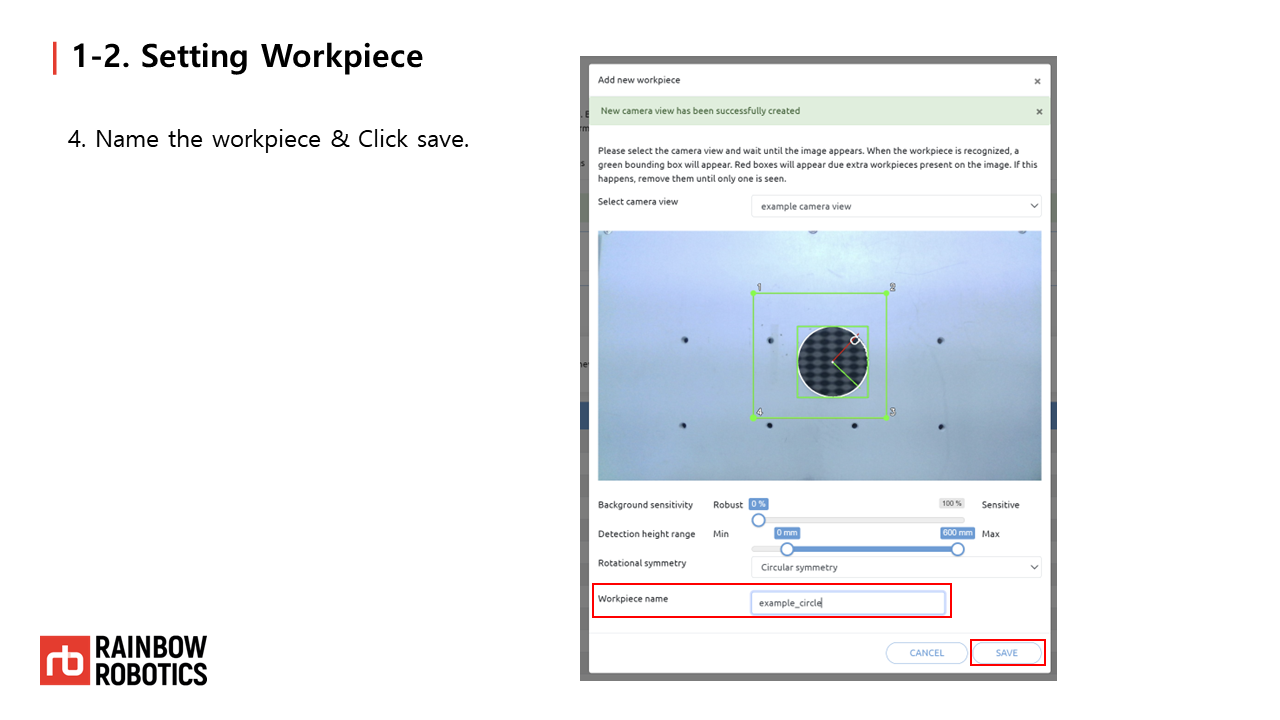 1-2. Setting Workpiece
4. Name the workpiece & Click save.
Add new workpiece ×
New camera view has been successfully created ×
Please select the camera view and wait until the image appears. When the workpiece is recognized, a
green bounding box will appear. Red boxes will appear due extra workpieces present on the image. If this
happens, remove them until only one is seen.
Select camera view example camera view
1 2
4 3
Background sensitivity Robust 0 % 100 % Sensitive
Detection height range Min 0 mm 600 mm Max
Rotational symmetry Circular symmetry
Workpiece name example_circle
CANCEL SAVE
rb RAINBOW
ROBOTICS